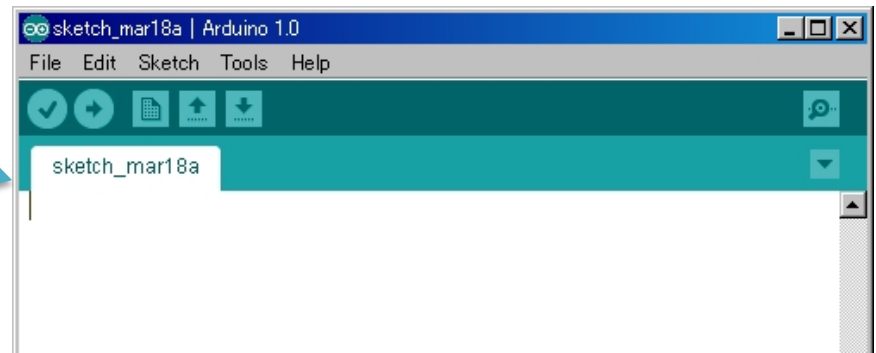 sketch_mar18a | Arduino 1.0
File Edit Sketch Tools Help
sketch_mar18a